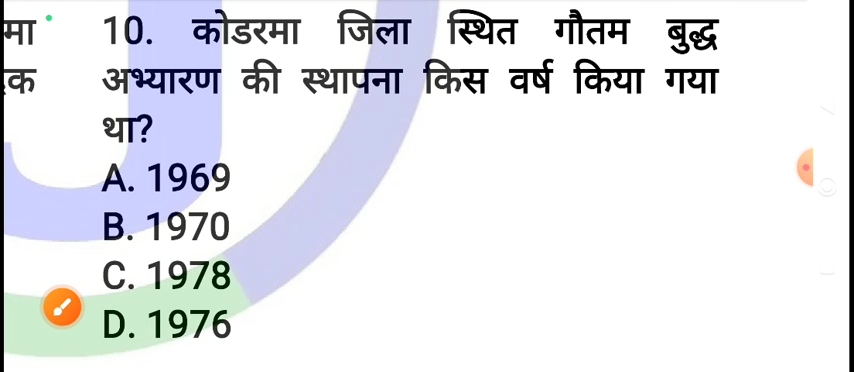 मा 10. कोडरमा जिला स्थित गौतम बुद्ध
क अभ्यारण की स्थापना किस वर्ष किया गया
था?
A. 1969
B. 1970
C. 1978
D. 1976